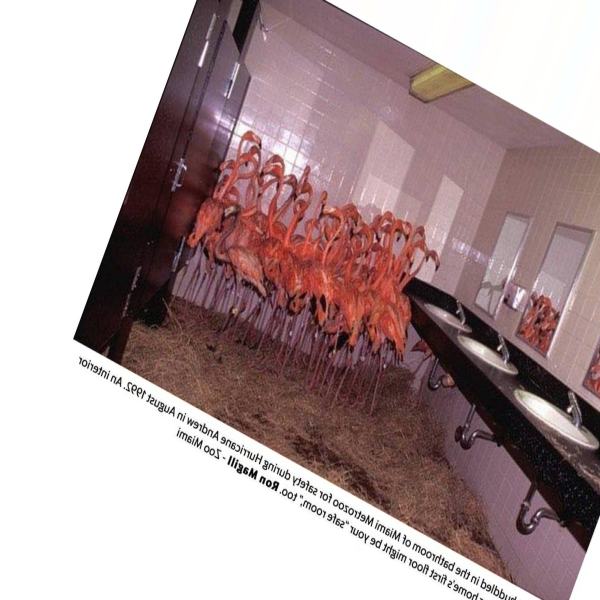 huddled in the bathroom of Miami Metrozoo for safety during Hurricane Andrew in August 1992. An interior
home's first floor might be your "safe room," too. Ron Magill - Zoo Miami